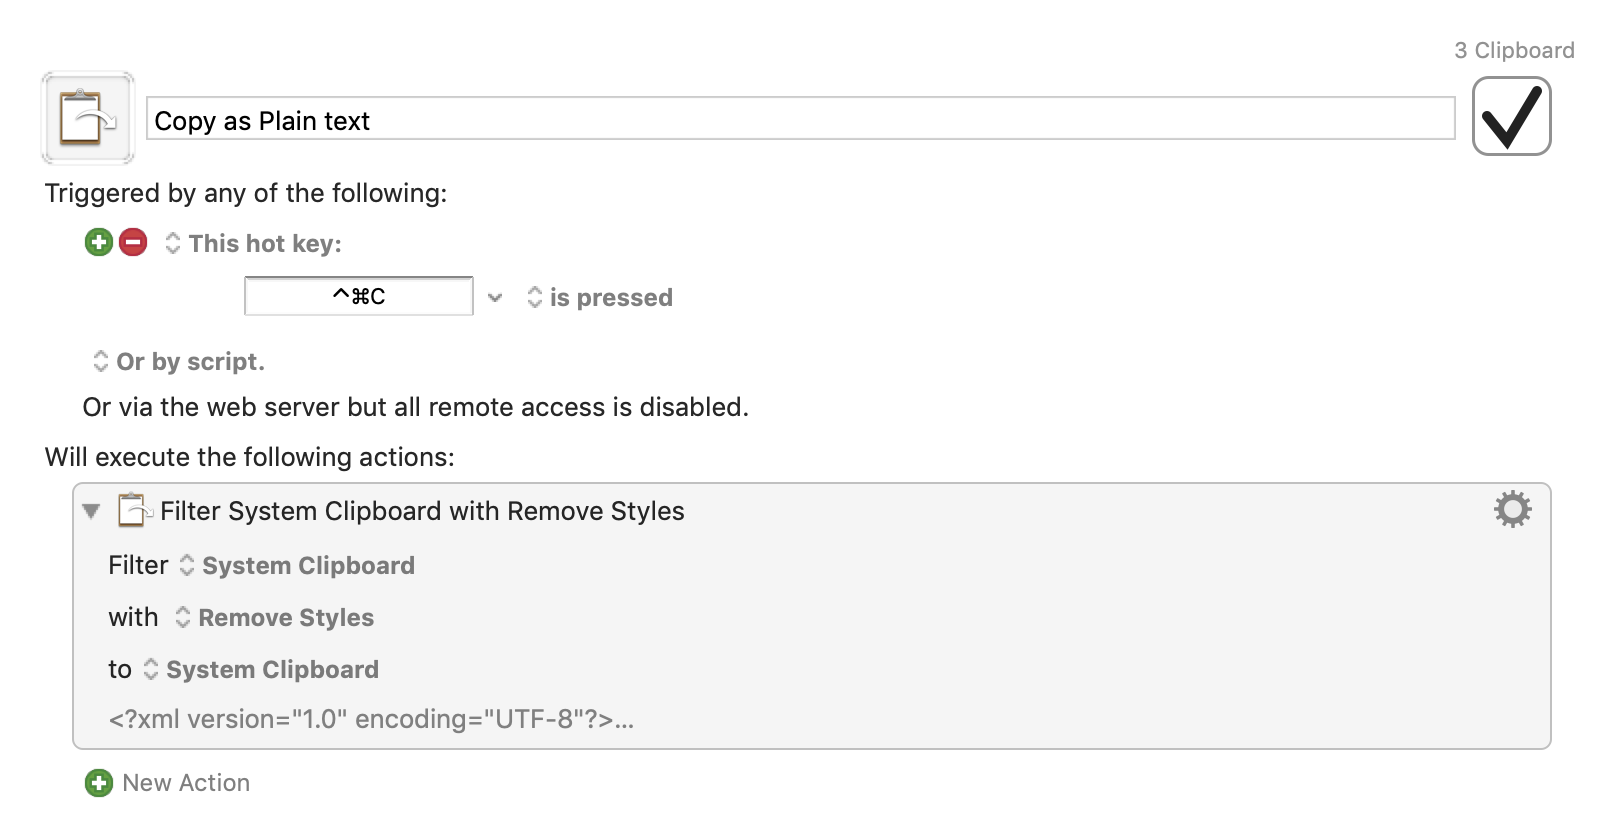 3 Clipboard
Copy as Plain text
Triggered by any of the following:
This hot key:
^⌘C is pressed
Or by script.
Or via the web server but all remote access is disabled.
Will execute the following actions:
Filter System Clipboard with Remove Styles
Filter System Clipboard
with Remove Styles
to System Clipboard
<?xml version="1.0" encoding="UTF-8"?>...
New Action